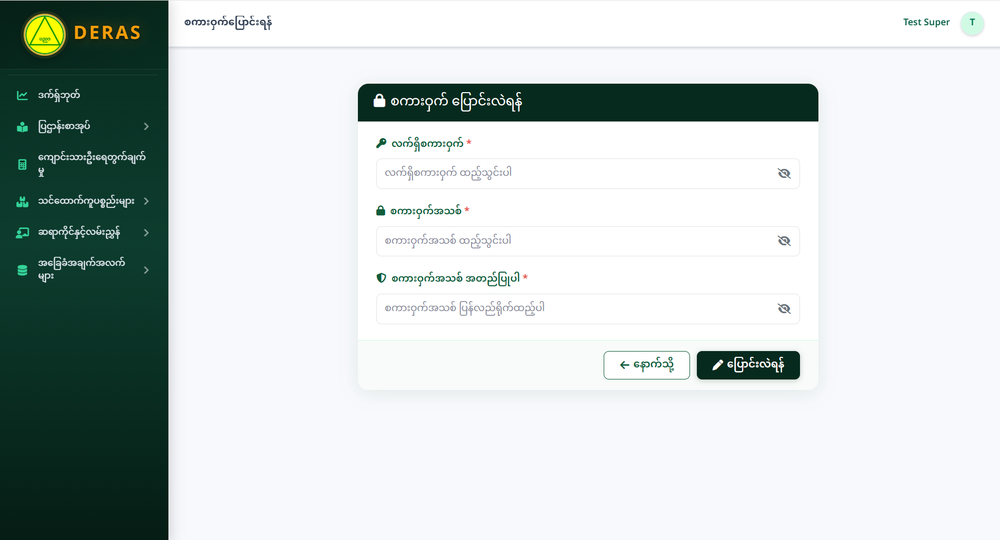 ပညာ
DERAS
စကားဝှက်ပြောင်းရန်
Test Super
T
ဒက်ရှ်ဘုတ်
ပြဌာန်းစာအုပ်
ကျောင်းသားဦးရေတွက်ချက်
မှု
သင်ထောက်ကူပစ္စည်းများ
ဆရာကိုင်နှင့်လမ်းညွှန်
အခြေခံအချက်အလက်
များ
စကားဝှက် ပြောင်းလဲရန်
လက်ရှိစကားဝှက် *
လက်ရှိစကားဝှက် ထည့်သွင်းပါ
စကားဝှက်အသစ် *
စကားဝှက်အသစ် ထည့်သွင်းပါ
စကားဝှက်အသစ် အတည်ပြုပါ *
စကားဝှက်အသစ် ပြန်လည်ရိုက်ထည့်ပါ
နောက်သို့
ပြောင်းလဲရန်